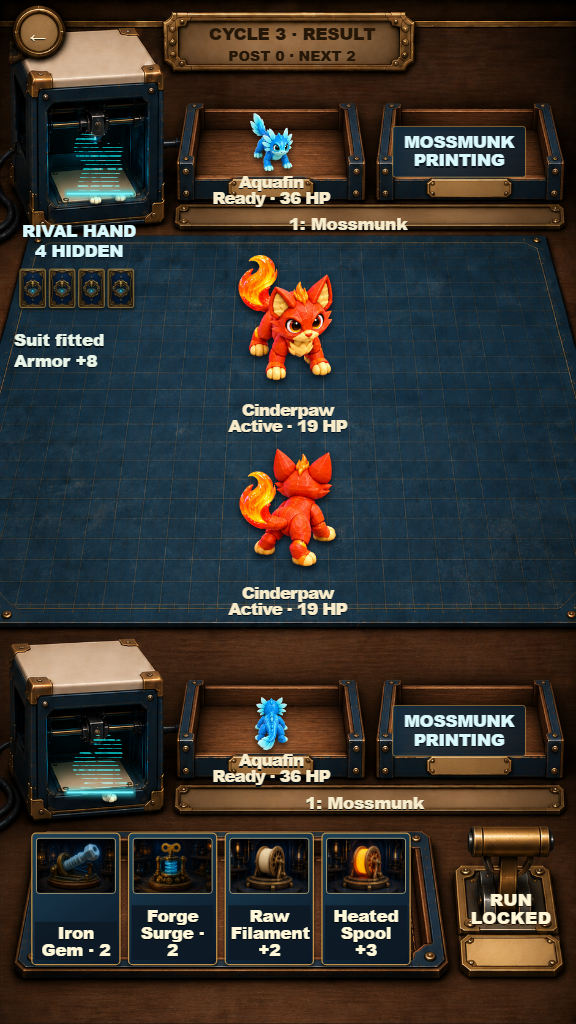 ←
CYCLE 3 · RESULT
POST 0 · NEXT 2
Aquafin
Ready · 36 HP
MOSSMUNK
PRINTING
1: Mossmunk
RIVAL HAND
4 HIDDEN
Suit fitted
Armor +8
Cinderpaw
Active · 19 HP
Cinderpaw
Active · 19 HP
Aquafin
Ready · 36 HP
MOSSMUNK
PRINTING
1: Mossmunk
Iron
Gem · 2
Forge
Surge ·
2
Raw
Filament
+2
Heated
Spool
+3
RUN
LOCKED